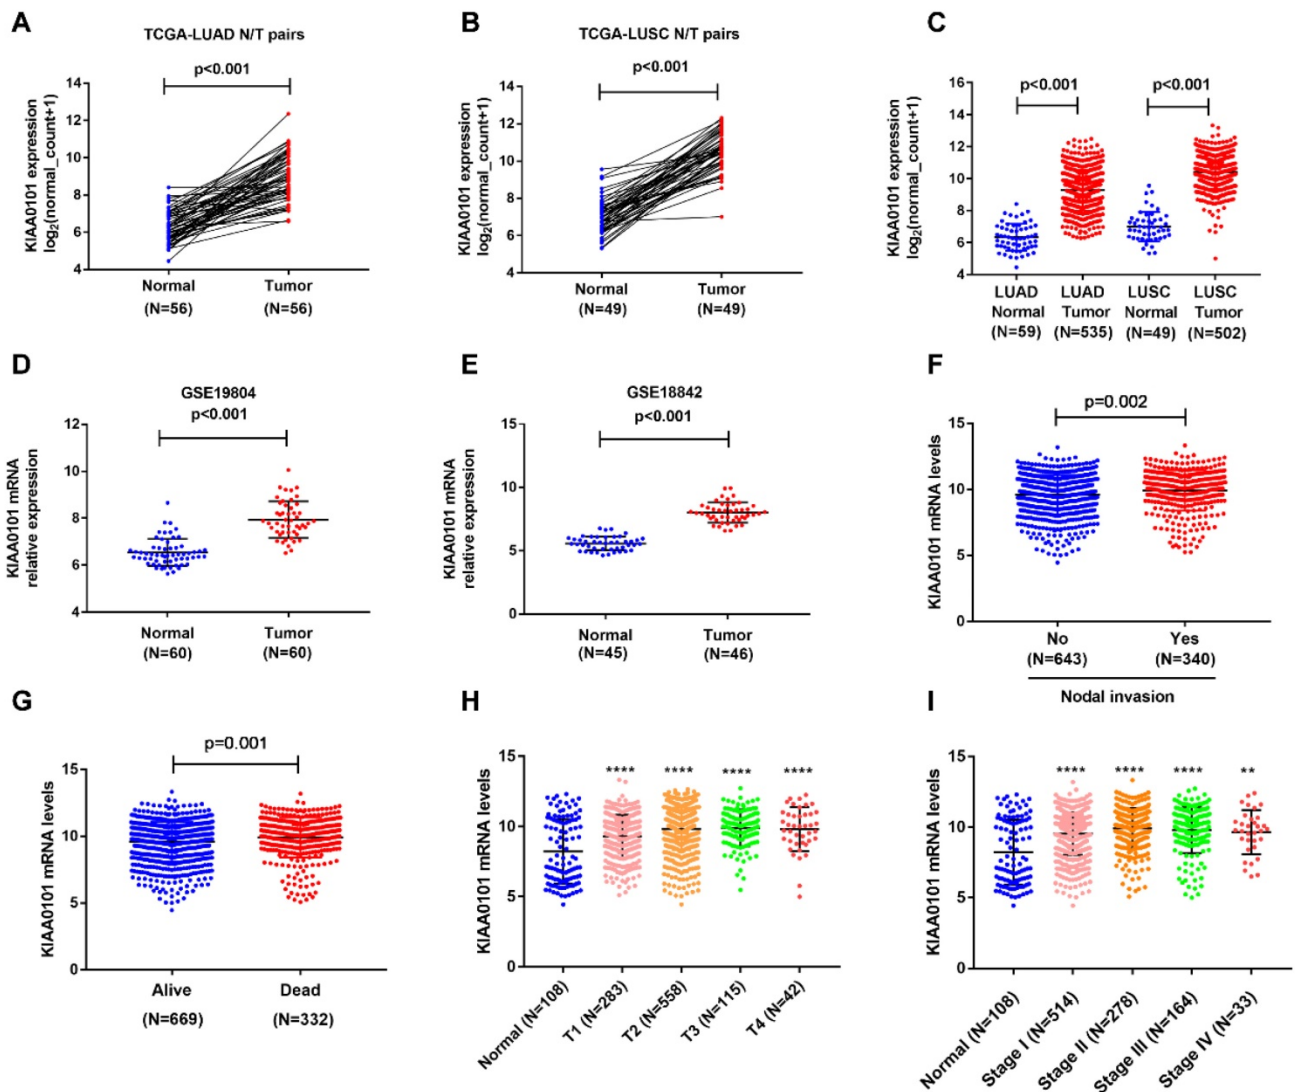 A
TCGA-LUAD N/T pairs
p<0.001
KIAA0101 expression
log2(normal_count+1)
14
12
10
8
6
4
Normal
Tumor
(N=56)
(N=56)
B
TCGA-LUSC N/T pairs
p<0.001
KIAA0101 expression
log2(normal_count+1)
14
12
10
8
6
4
Normal
Tumor
(N=49)
(N=49)
C
p<0.001
p<0.001
KIAA0101 expression
log2(normal_count+1)
16
14
12
10
8
6
4
LUAD LUAD LUSC LUSC
Normal Tumor Normal Tumor
(N=59) (N=535) (N=49) (N=502)
D
GSE19804
p<0.001
KIAA0101 mRNA
relative expression
12
10
8
6
4
Normal
Tumor
(N=60)
(N=60)
E
GSE18842
p<0.001
KIAA0101 mRNA
relative expression
15
10
5
0
Normal
Tumor
(N=45)
(N=46)
F
p=0.002
KIAA0101 mRNA levels
15
10
5
0
No
Yes
(N=643)
(N=340)
Nodal invasion
G
p=0.001
KIAA0101 mRNA levels
15
10
5
0
Alive
Dead
(N=669)
(N=332)
H
KIAA0101 mRNA levels
15
10
5
0
**** **** **** ****
Normal (N=108)
T1 (N=283)
T2 (N=558)
T3 (N=115)
T4 (N=42)
I
KIAA0101 mRNA levels
15
10
5
0
**** **** **** **
Normal (N=108)
Stage I (N=514)
Stage II (N=278)
Stage III (N=164)
Stage IV (N=33)